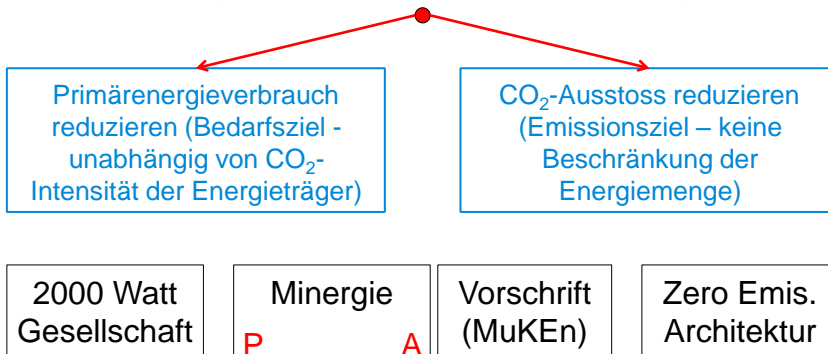 Primärenergieverbrauch
reduzieren (Bedarfsziel -
unabhängig von CO₂-
Intensität der Energieträger)
CO₂-Ausstoss reduzieren
(Emissionsziel – keine
Beschränkung der
Energiemenge)
2000 Watt
Gesellschaft
Minergie
P A
Vorschrift
(MuKEn)
Zero Emis.
Architektur